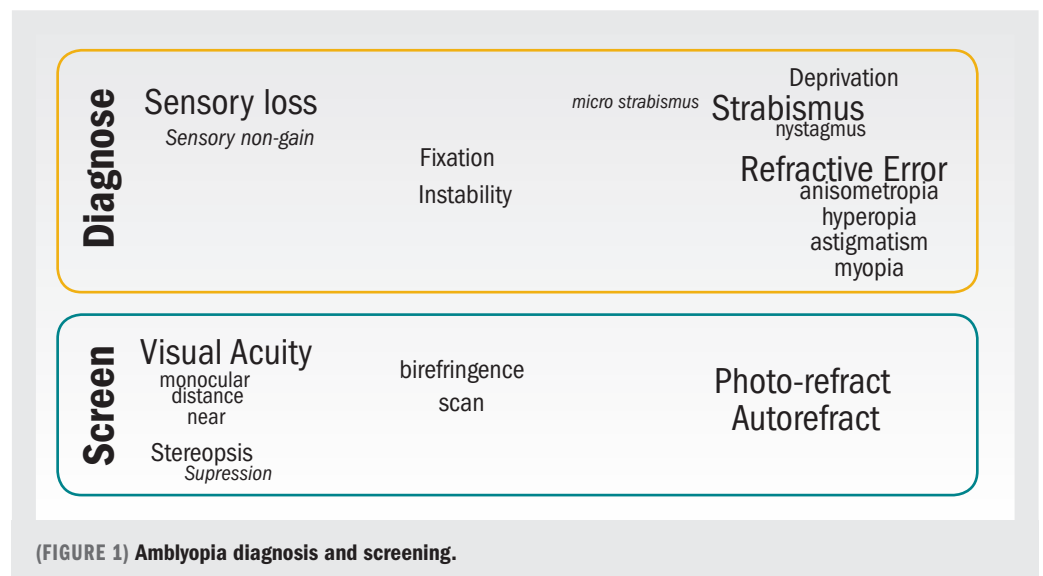 Diagnose
Sensory loss
Sensory non-gain
Fixation
Instability
micro strabismus
Deprivation
Strabismus
nystagmus
Refractive Error
anisometropia
hyperopia
astigmatism
myopia
Screen
Visual Acuity
monocular
distance
near
Stereopsis
Supression
birefringence
scan
Photo-refract
Autorefract
(FIGURE 1) Amblyopia diagnosis and screening.